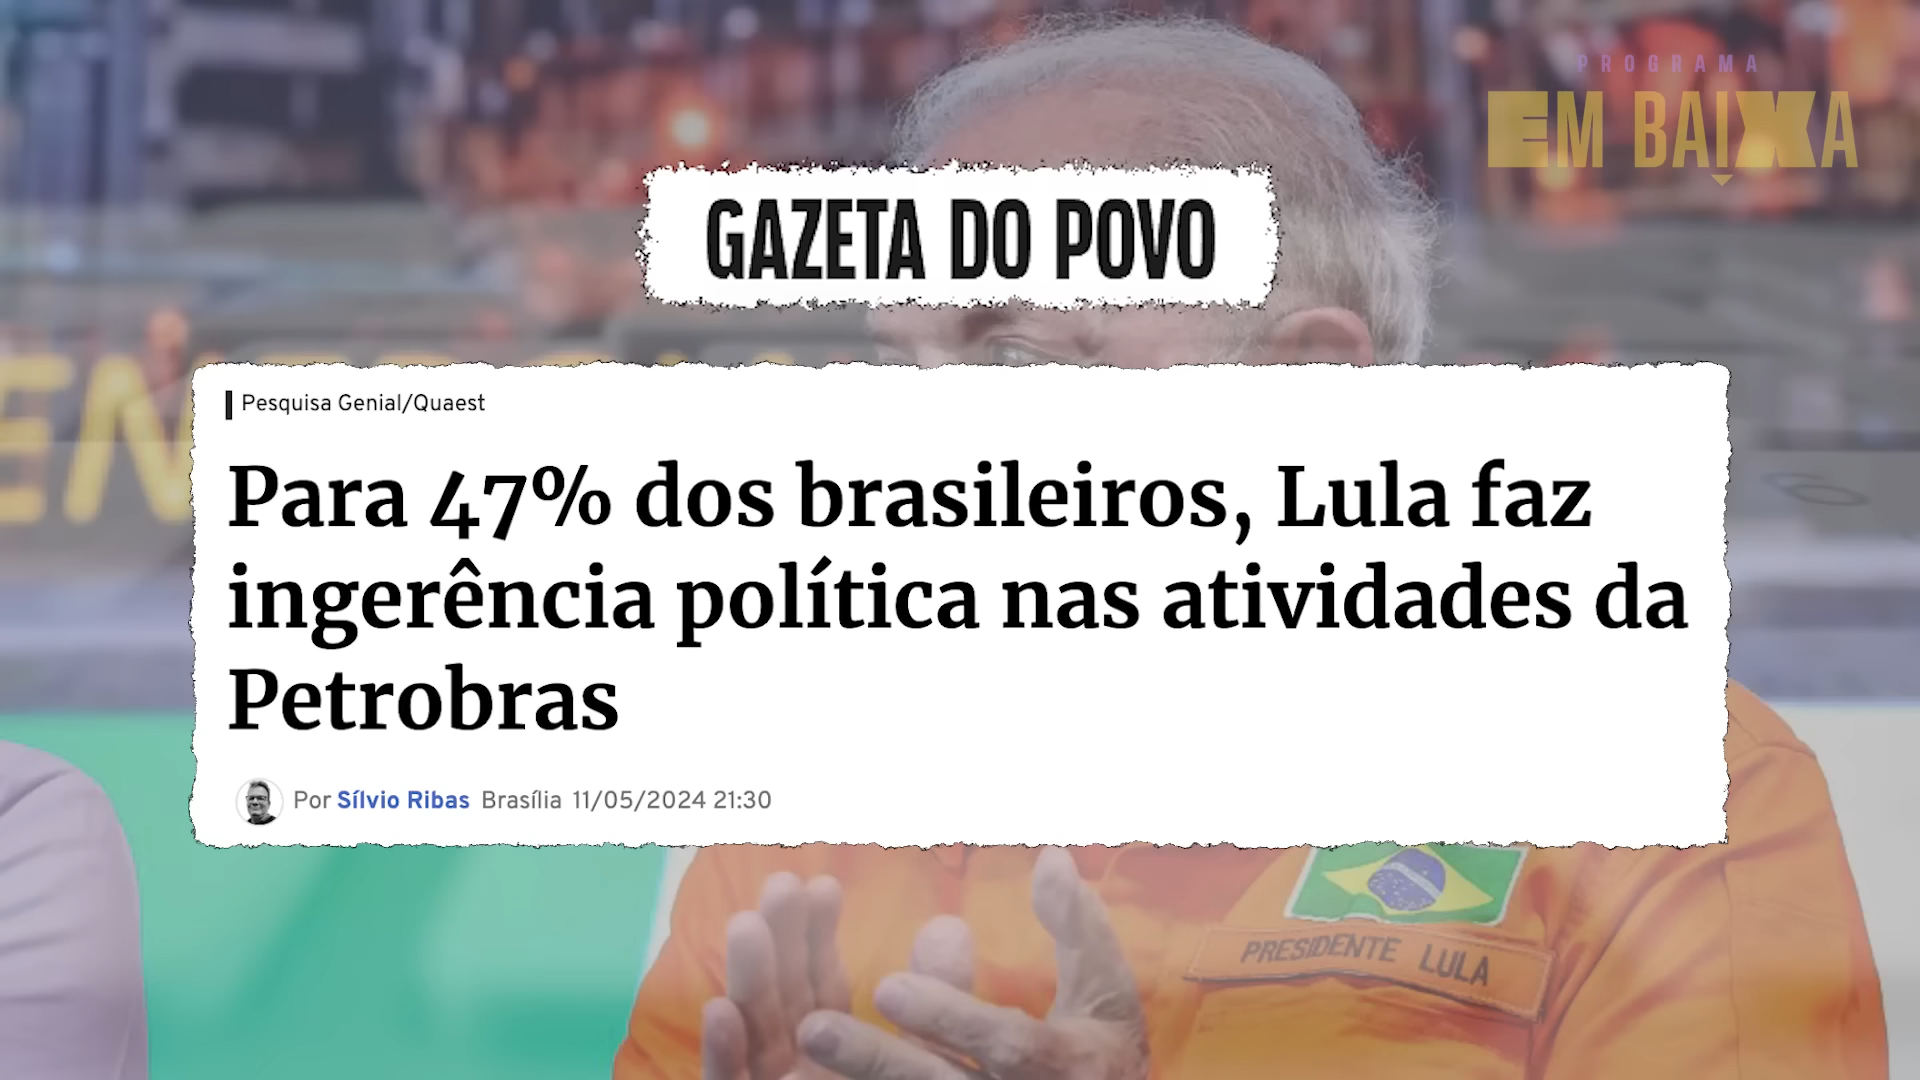 PROGRAMA
EM BAIXA
GAZETA DO POVO
Pesquisa Genial/Quaest
Para 47% dos brasileiros, Lula faz
ingerência política nas atividades da
Petrobras
Por Sílvio Ribas Brasília 11/05/2024 21:30
PRESIDENTE LULA